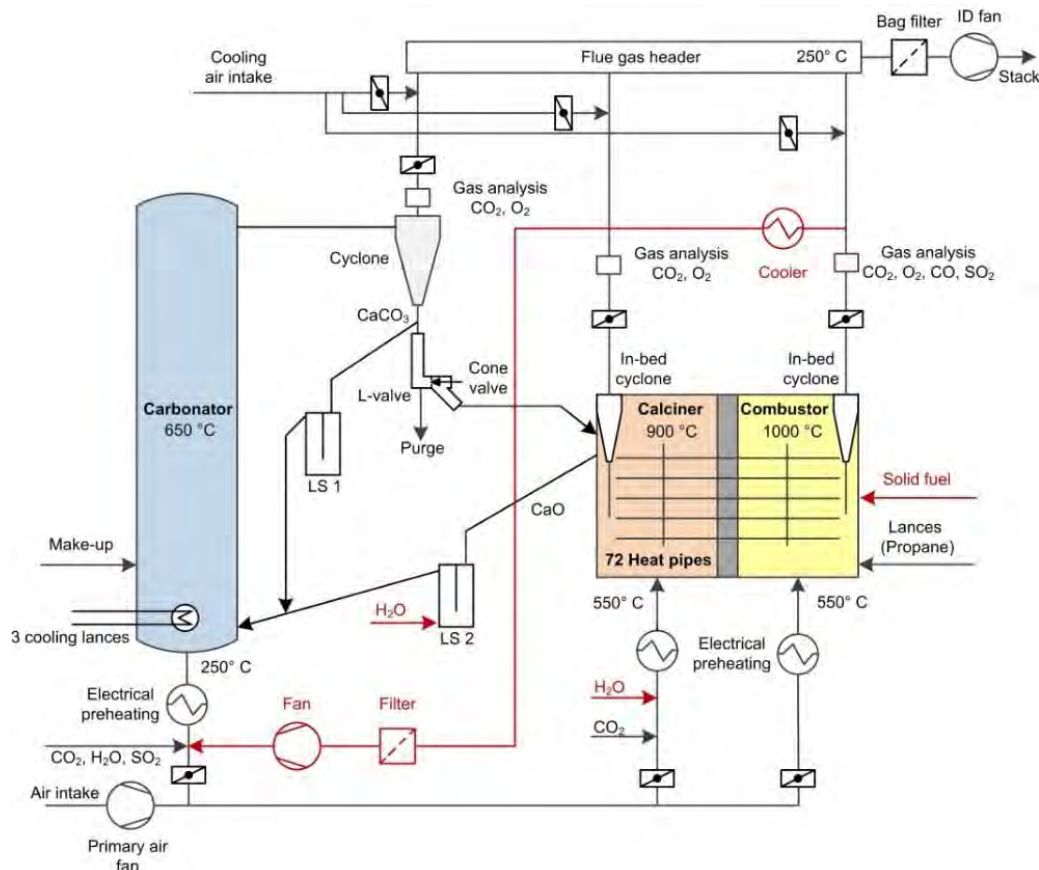 Bag filter
ID fan
Cooling
air intake
Flue gas header
250° C
Stack
Gas analysis
CO₂, O₂
Cyclone
Gas analysis
CO₂, O₂
Cooler
Gas analysis
CO₂, O₂, CO, SO₂
CaCO₃
Cone
valve
L-valve
In-bed
cyclone
In-bed
cyclone
Carbonator
650 °C
Calciner
900 °C
Combustor
1000 °C
Purge
LS 1
Solid fuel
CaO
Lances
(Propane)
Make-up
72 Heat pipes
H₂O
LS 2
550° C
550° C
3 cooling lances
250° C
Electrical
preheating
Electrical
preheating
Fan
Filter
H₂O
CO₂
CO₂, H₂O, SO₂
Air intake
Primary air
fan